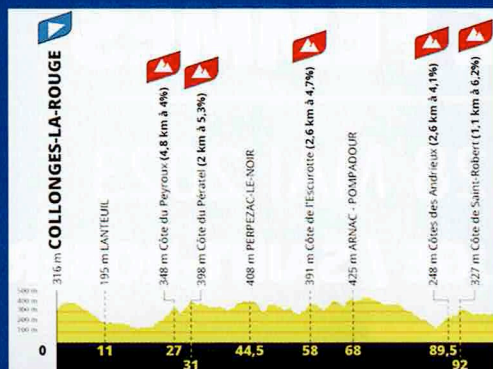 316 m COLLONGES-LA-ROUGE
195 m LANTEUIL
348 m Côte du Peyroux (4,8 km à 4%)
398 m Côte du Pératel (2 km à 5,3%)
408 m PERPEZAC-LE-NOIR
391 m Côte de l'Escurotte (2,6 km à 4,7%)
425 m ARNAC - POMPADOUR
248 m Côtes des Andrieux (2,6 km à 4,1%)
327 m Côte de Saint-Robert (1,1 km à 6,2%)
500 m
400 m
300 m
200 m
100 m
0 11 27 31 44,5 58 68 89,5 92